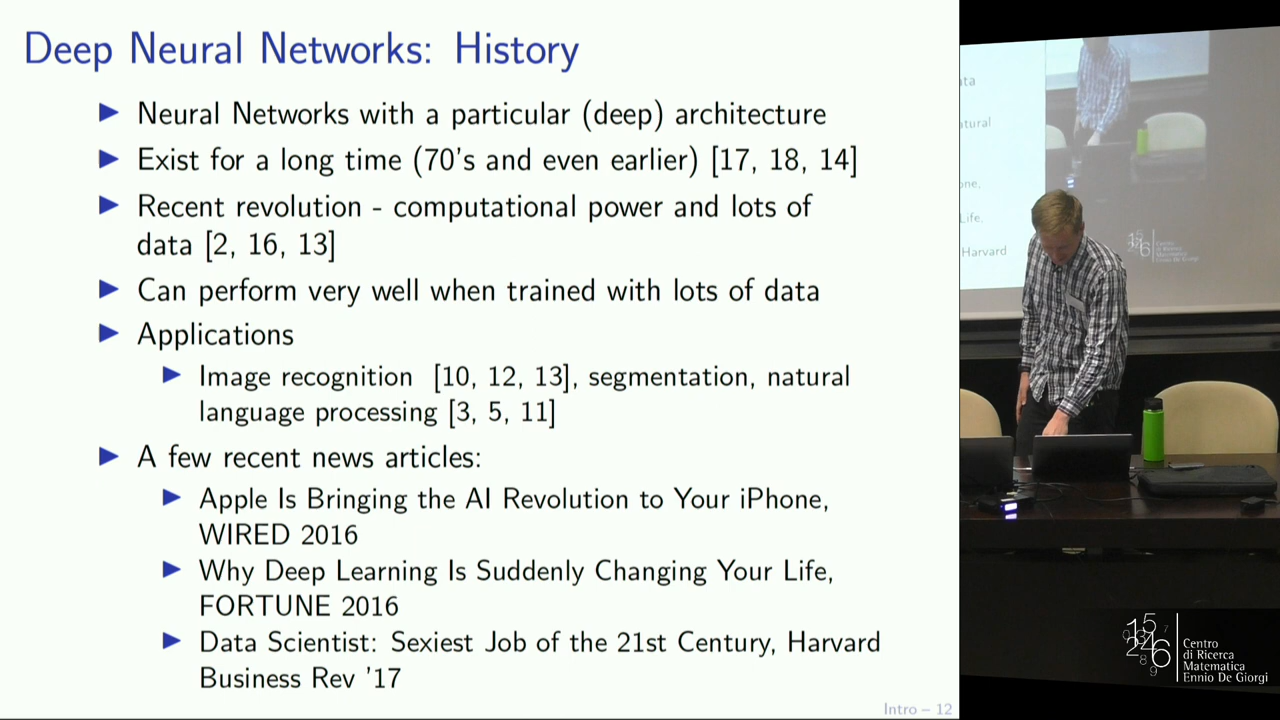 Deep Neural Networks: History
▶ Neural Networks with a particular (deep) architecture
▶ Exist for a long time (70's and even earlier) [17, 18, 14]
▶ Recent revolution - computational power and lots of
data [2, 16, 13]
▶ Can perform very well when trained with lots of data
▶ Applications
▶ Image recognition [10, 12, 13], segmentation, natural
language processing [3, 5, 11]
▶ A few recent news articles:
▶ Apple Is Bringing the AI Revolution to Your iPhone,
WIRED 2016
▶ Why Deep Learning Is Suddenly Changing Your Life,
FORTUNE 2016
▶ Data Scientist: Sexiest Job of the 21st Century, Harvard
Business Rev '17
Intro – 12
ata
atural
one,
Life,
Harvard
Centro
di Ricerca
Matematica
Ennio De Giorgi